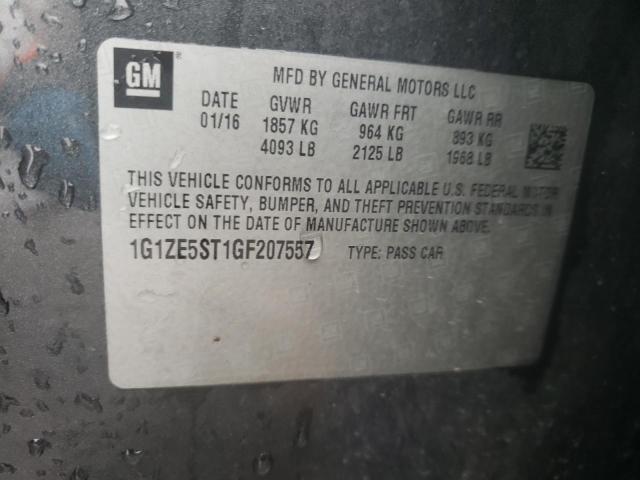 GM
MFD BY GENERAL MOTORS LLC
DATE GVWR GAWR FRT GAWR RR
01/16 1857 KG 964 KG 893 KG
4093 LB 2125 LB 1968 LB
THIS VEHICLE CONFORMS TO ALL APPLICABLE U.S. FEDERAL MOTOR
VEHICLE SAFETY, BUMPER, AND THEFT PREVENTION STANDARDS IN
EFFECT ON THE DATE OF MANUFACTURE SHOWN ABOVE.
1G1ZE5ST1GF207557 TYPE: PASS CAR